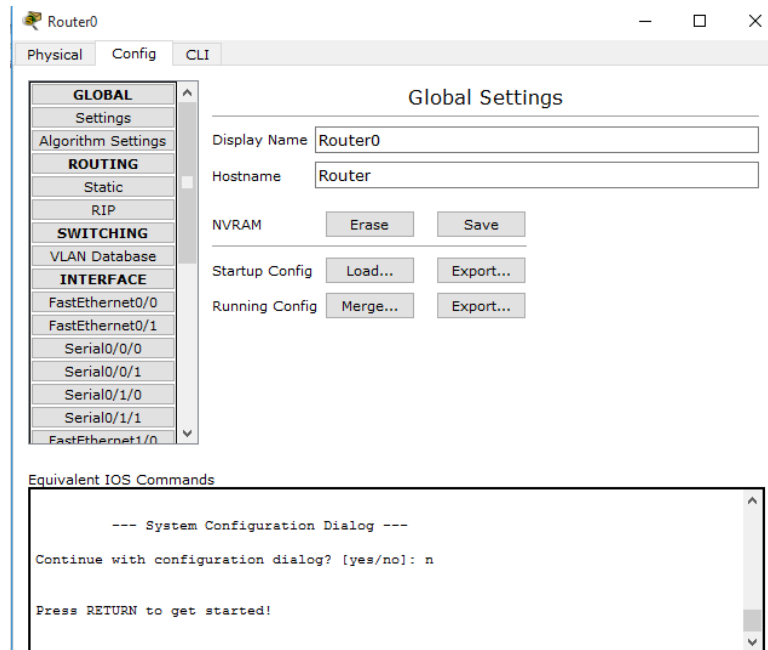 Router0
Physical Config CLI
GLOBAL
Settings
Algorithm Settings
ROUTING
Static
RIP
SWITCHING
VLAN Database
INTERFACE
FastEthernet0/0
FastEthernet0/1
Serial0/0/0
Serial0/0/1
Serial0/1/0
Serial0/1/1
FastEthernet1/0
Global Settings
Display Name Router0
Hostname Router
NVRAM Erase Save
Startup Config Load... Export...
Running Config Merge... Export...
Equivalent IOS Commands
--- System Configuration Dialog ---
Continue with configuration dialog? [yes/no]: n
Press RETURN to get started!